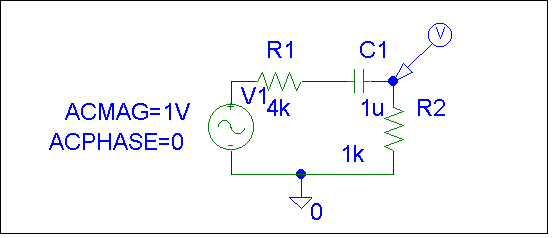 V
R1
C1
V1
ACMAG=1V
4k
1u
R2
ACPHASE=0
1k
0